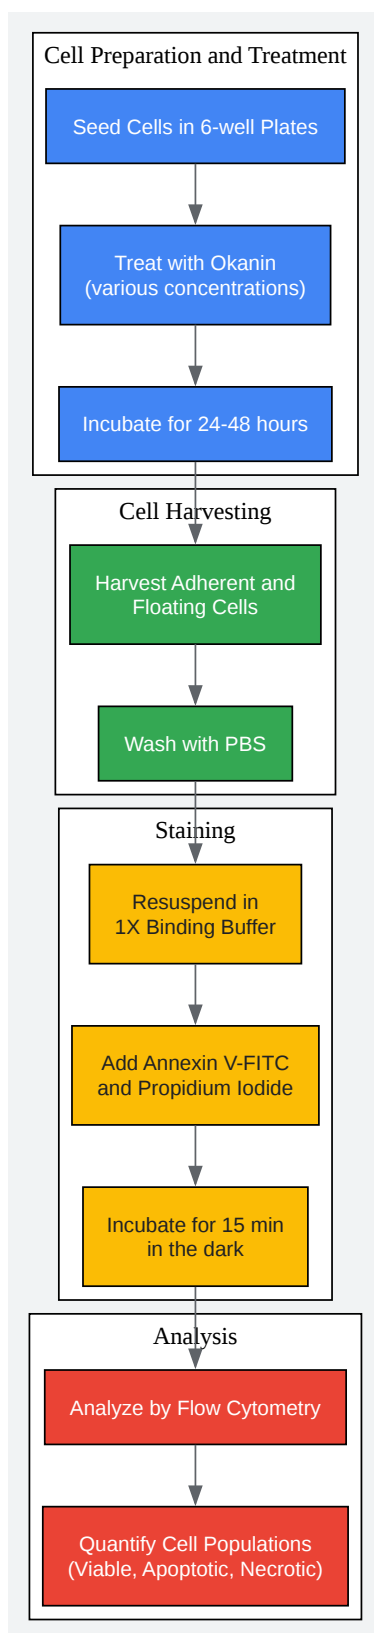 Cell Preparation and Treatment
Seed Cells in 6-well Plates
Treat with Okanin
(various concentrations)
Incubate for 24-48 hours
Cell Harvesting
Harvest Adherent and
Floating Cells
Wash with PBS
Staining
Resuspend in
1X Binding Buffer
Add Annexin V-FITC
and Propidium Iodide
Incubate for 15 min
in the dark
Analysis
Analyze by Flow Cytometry
Quantify Cell Populations
(Viable, Apoptotic, Necrotic)